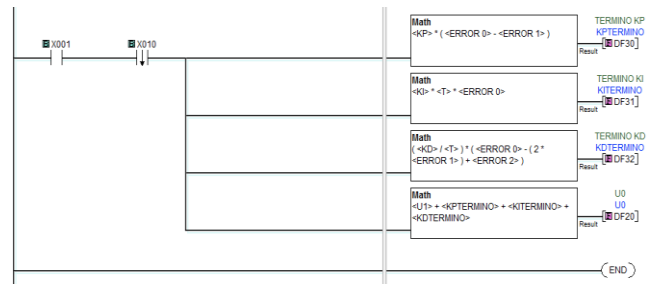 Math
<KP> * ( <ERROR 0> - <ERROR 1> )
TERMINO KP
KPTERMINO
DF30
Result
X001
X010
Math
<KI> * <T> * <ERROR 0>
TERMINO KI
KITERMINO
DF31
Result
Math
( <KD> / <T> ) * ( <ERROR 0> - ( 2 *
<ERROR 1> ) + <ERROR 2> )
TERMINO KD
KDTERMINO
DF32
Result
Math
<U1> + <KPTERMINO> + <KITERMINO> +
<KDTERMINO>
U0
U0
DF20
Result
END